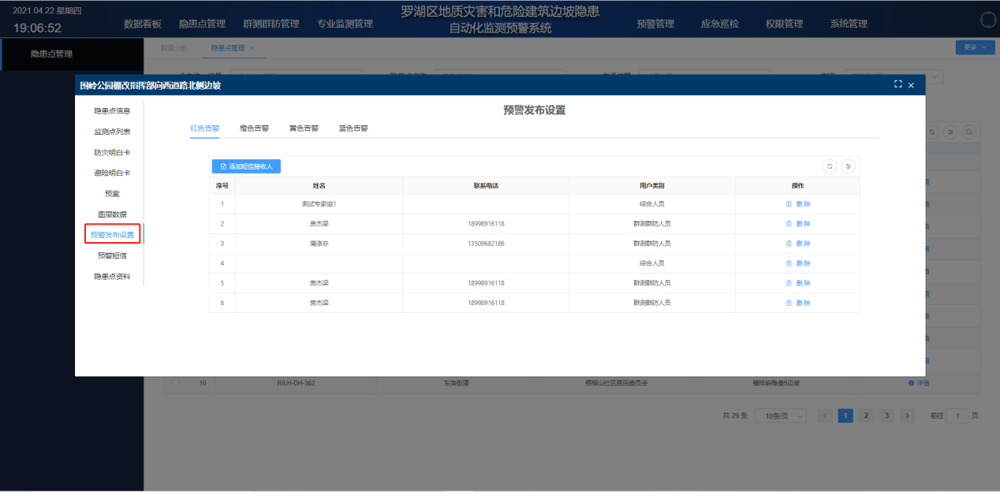 2021.04.22 星期四
19:06:52
数据看板 隐患点管理 群测群防管理 专业监测管理
罗湖区地质灾害和危险建筑边坡隐患
自动化监测预警系统
预警管理 应急巡检 权限管理 系统管理
隐患点管理
数据分析 隐患点管理 ×
更多
围岭公园棚改指挥部向西道路北侧边坡
隐患点信息
监测点列表
防灾明白卡
避险明白卡
预案
图层数据
预警发布设置
预警短信
隐患点资料
预警发布设置
红色告警 橙色告警 黄色告警 蓝色告警
添加短信接收人
序号 姓名 联系电话 用户类别 操作
1 测试专家组1 综合人员 删除
2 房杰梁 18998916118 群测群防人员 删除
3 蒲涤非 13509682186 群测群防人员 删除
4 综合人员 删除
5 房杰梁 18998916118 群测群防人员 删除
6 房杰梁 18998916118 群测群防人员 删除
10 R/LH-DH-362 东湖街道 梧桐山社区居民委员会 横排岭隐患5边坡 详情
共 29 条 10条/页 < 1 2 3 > 前往 1 页